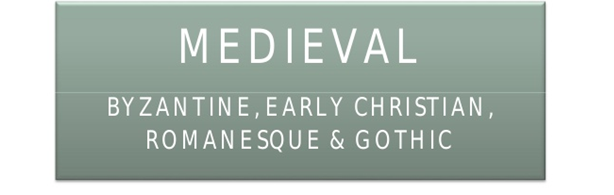 MEDIEVAL
BYZANTINE, EARLY CHRISTIAN,
ROMANESQUE & GOTHIC